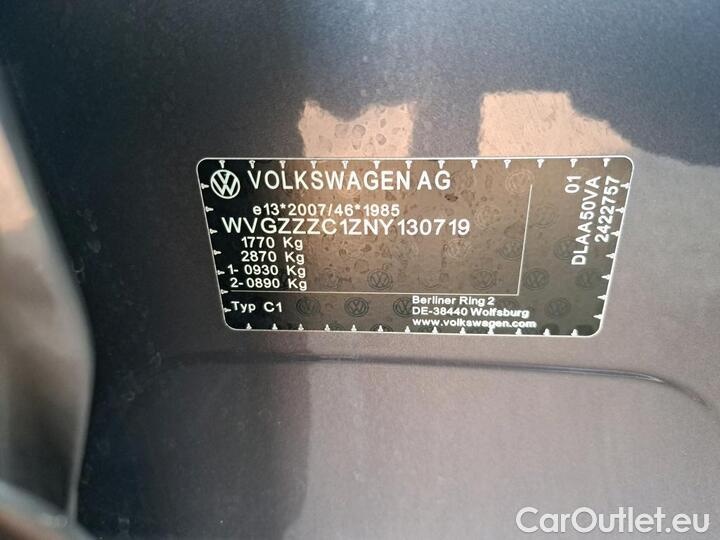 VOLKSWAGEN AG
e13*2007/46*1985
WVGZZZC1ZNY130719
1770 Kg
2870 Kg
1- 0930 Kg
2- 0890 Kg
Typ C1
Berliner Ring 2
DE-38440 Wolfsburg
www.volkswagen.com
01
DLAA50VA
2422757
CarOutlet.eu